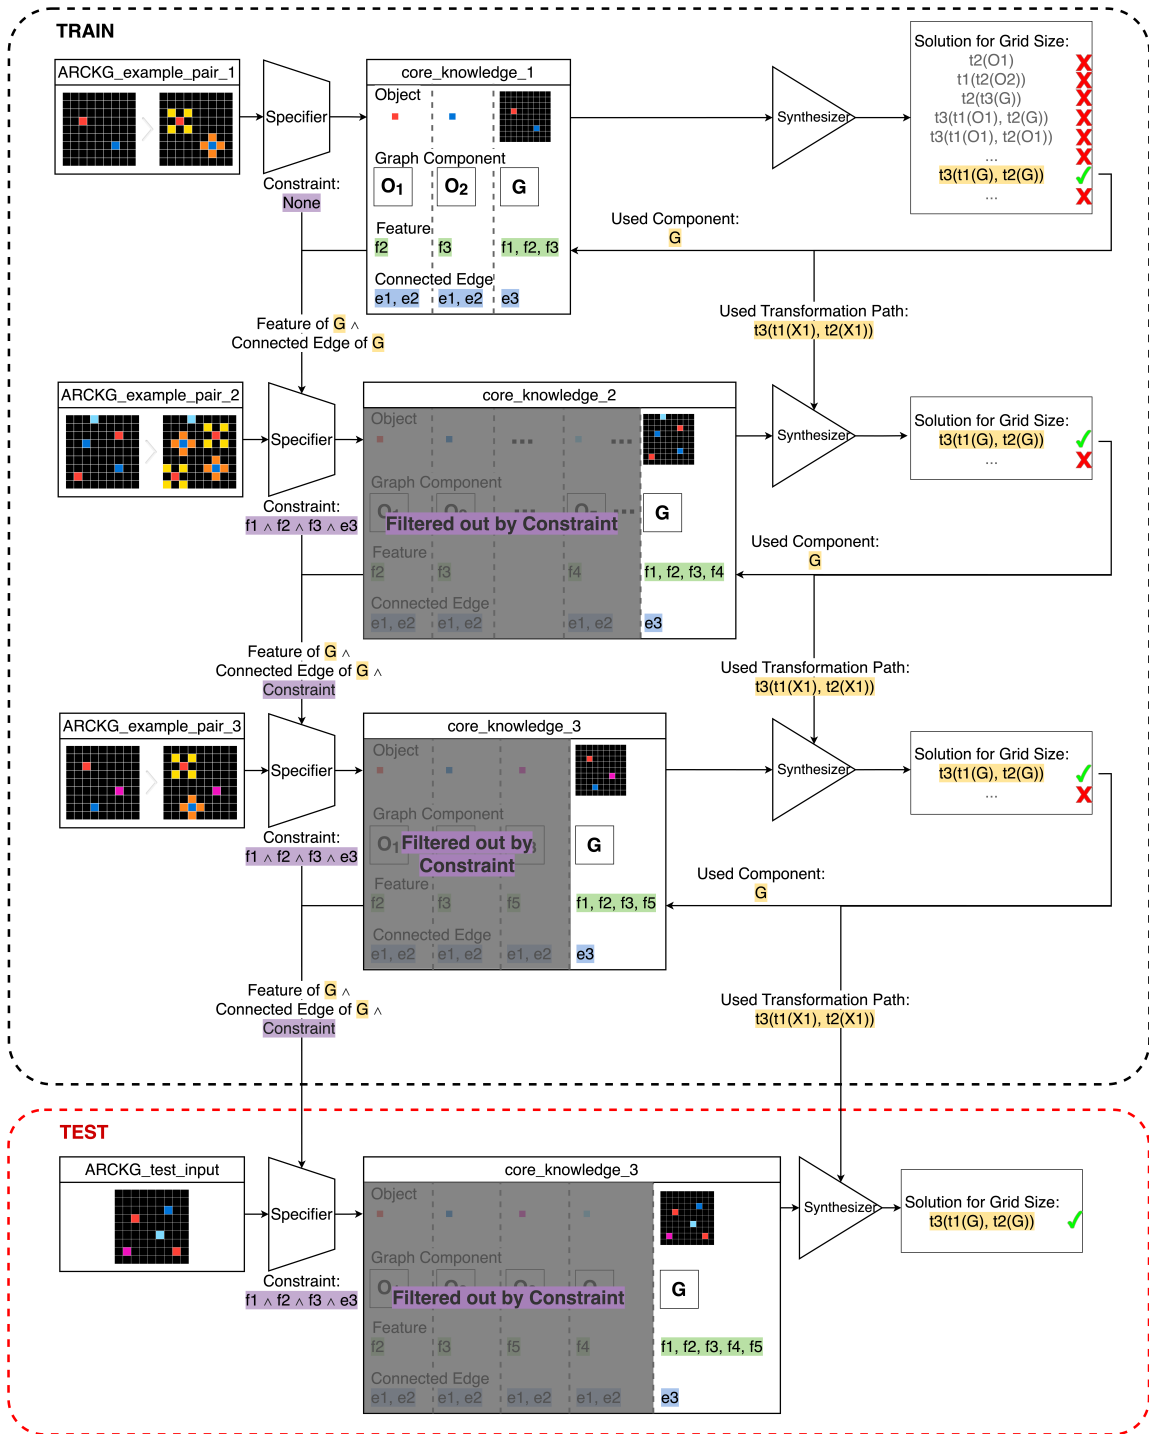 TRAIN
ARCKG_example_pair_1
Specifier
Constraint:
None
core_knowledge_1
Object
Graph Component
O1
O2
G
Feature
f2
f3
f1, f2, f3
Connected Edge
e1, e2
e1, e2
e3
Synthesizer
Solution for Grid Size:
t2(O1)
t1(t2(O2))
t2(t3(G))
t3(t1(O1), t2(G))
t3(t1(O1), t2(O1))
...
t3(t1(G), t2(G))
...
Used Component:
G
Feature of G ∧
Connected Edge of G
Used Transformation Path:
t3(t1(X1), t2(X1))
ARCKG_example_pair_2
Specifier
Constraint:
f1 ∧ f2 ∧ f3 ∧ e3
core_knowledge_2
Object
...
...
Graph Component
...
G
Filtered out by Constraint
Feature
f2
f3
f4
f1, f2, f3, f4
Connected Edge
e1, e2
e1, e2
e1, e2
e3
Synthesizer
Solution for Grid Size:
t3(t1(G), t2(G))
...
Used Component:
G
Feature of G ∧
Connected Edge of G ∧
Constraint
Used Transformation Path:
t3(t1(X1), t2(X1))
ARCKG_example_pair_3
Specifier
Constraint:
f1 ∧ f2 ∧ f3 ∧ e3
core_knowledge_3
Object
Graph Component
O1
G
Filtered out by
Constraint
Feature
f2
f3
f5
f1, f2, f3, f5
Connected Edge
e1, e2
e1, e2
e1, e2
e3
Synthesizer
Solution for Grid Size:
t3(t1(G), t2(G))
...
Used Component:
G
Feature of G ∧
Connected Edge of G ∧
Constraint
Used Transformation Path:
t3(t1(X1), t2(X1))
TEST
ARCKG_test_input
Specifier
Constraint:
f1 ∧ f2 ∧ f3 ∧ e3
core_knowledge_3
Object
Graph Component
G
Filtered out by Constraint
Feature
f2
f3
f5
f4
f1, f2, f3, f4, f5
Connected Edge
e1, e2
e1, e2
e1, e2
e1, e2
e3
Synthesizer
Solution for Grid Size:
t3(t1(G), t2(G))